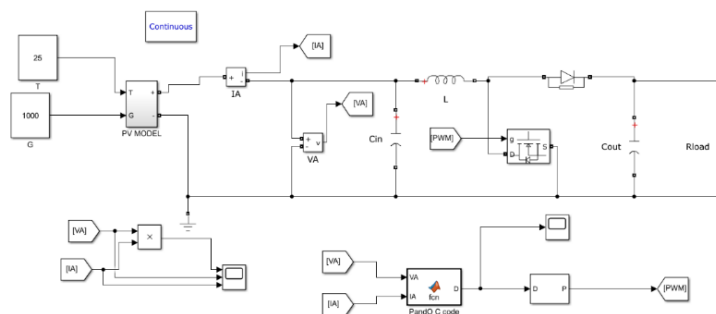 Continuous
25
T
1000
G
T
+
G
-
PV MODEL
+
i
-
IA
[IA]
[VA]
+
-
v
VA
Cin
L
[PWM]
g
D
S
Cout
Rload
[VA]
[IA]
×
[VA]
[IA]
VA
IA
fcn
D
PandO C code
D
P
[PWM]